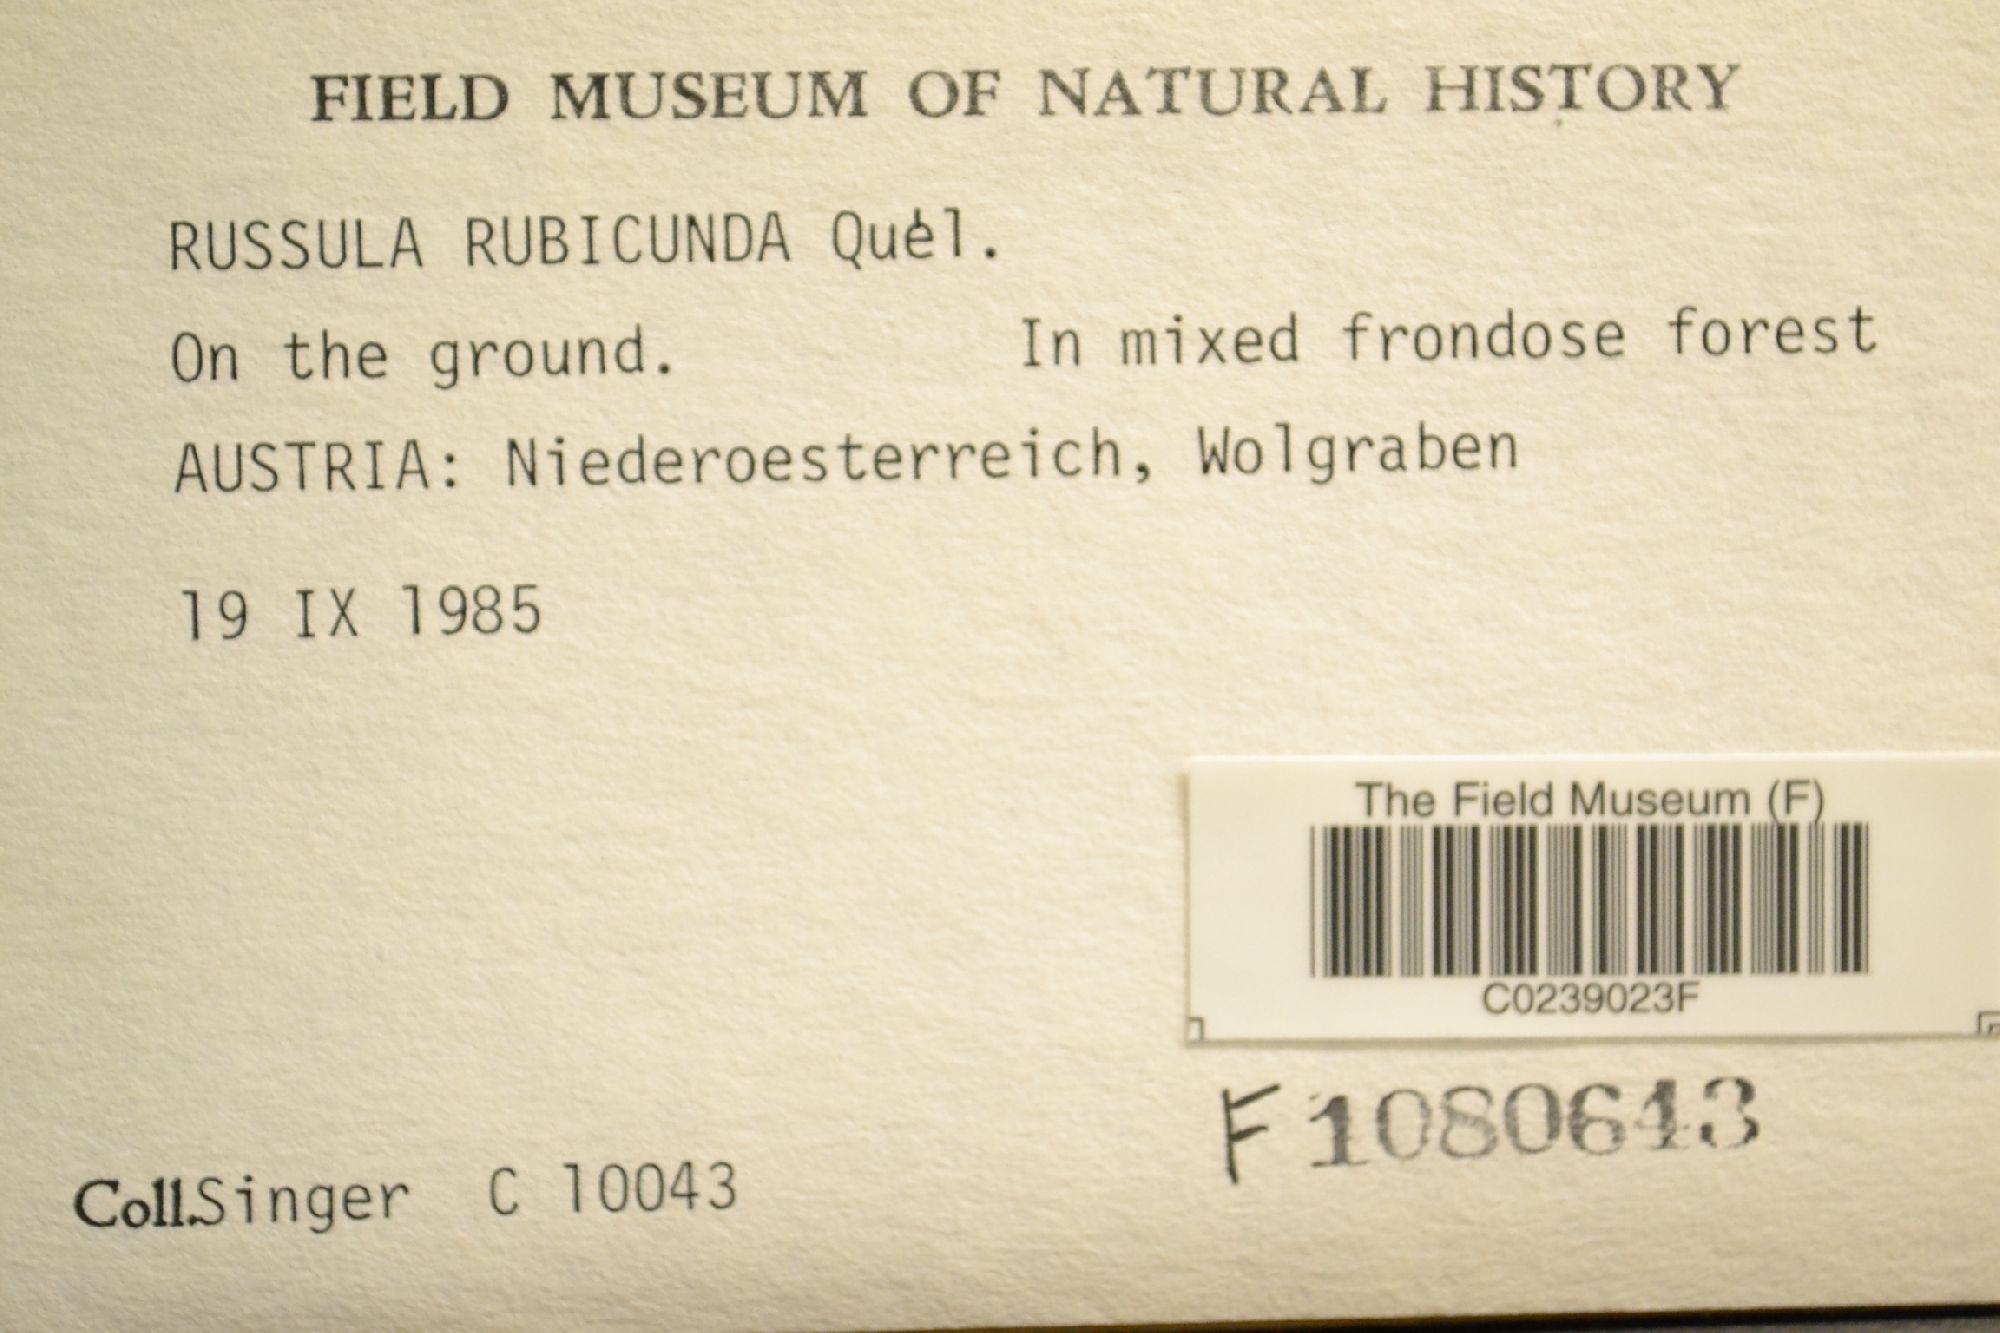 FIELD MUSEUM OF NATURAL HISTORY
RUSSULA RUBICUNDA Quél.
On the ground. In mixed frondose forest
AUSTRIA: Niederoesterreich, Wolgraben
19 IX 1985
The Field Museum (F)
C0239023F
F1080643
Coll. Singer C 10043